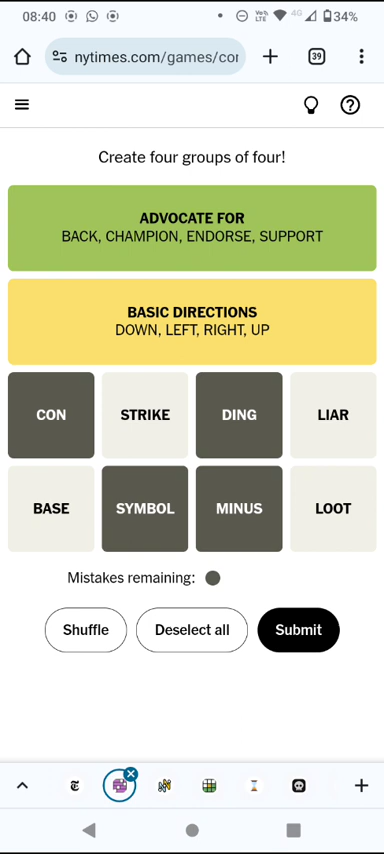 08:40 4G 34%
nytimes.com/games/con 39
Create four groups of four!
ADVOCATE FOR
BACK, CHAMPION, ENDORSE, SUPPORT
BASIC DIRECTIONS
DOWN, LEFT, RIGHT, UP
CON STRIKE DING LIAR
BASE SYMBOL MINUS LOOT
Mistakes remaining:
Shuffle Deselect all Submit